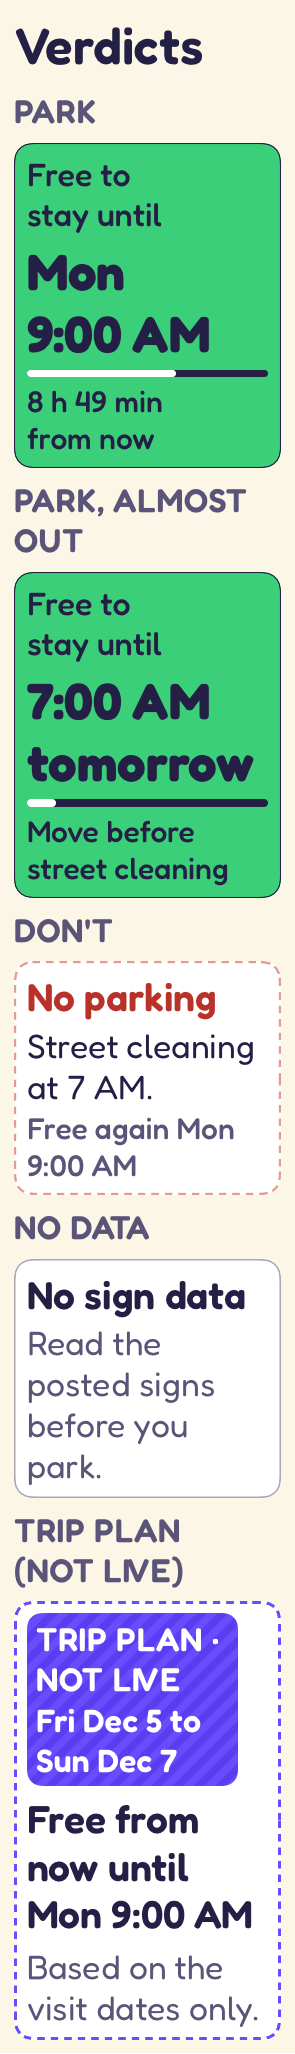 Verdicts
PARK
Free to
stay until
Mon
9:00 AM
8 h 49 min
from now
PARK, ALMOST
OUT
Free to
stay until
7:00 AM
tomorrow
Move before
street cleaning
DON'T
No parking
Street cleaning
at 7 AM.
Free again Mon
9:00 AM
NO DATA
No sign data
Read the
posted signs
before you
park.
TRIP PLAN
(NOT LIVE)
TRIP PLAN ·
NOT LIVE
Fri Dec 5 to
Sun Dec 7
Free from
now until
Mon 9:00 AM
Based on the
visit dates only.